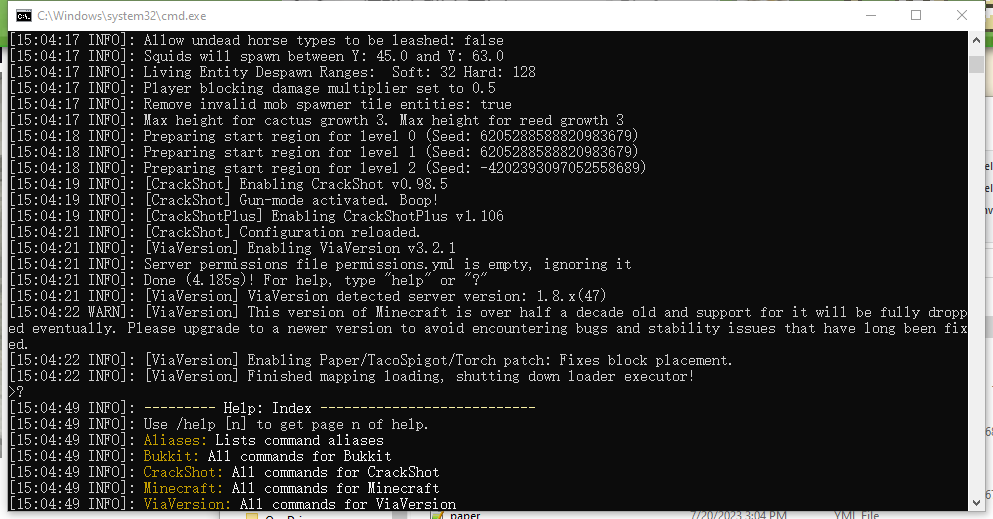 C:\Windows\system32\cmd.exe
[15:04:17 INFO]: Allow undead horse types to be leashed: false
[15:04:17 INFO]: Squids will spawn between Y: 45.0 and Y: 63.0
[15:04:17 INFO]: Living Entity Despawn Ranges:  Soft: 32 Hard: 128
[15:04:17 INFO]: Player blocking damage multiplier set to 0.5
[15:04:17 INFO]: Remove invalid mob spawner tile entities: true
[15:04:17 INFO]: Max height for cactus growth 3. Max height for reed growth 3
[15:04:18 INFO]: Preparing start region for level 0 (Seed: 6205288588820983679)
[15:04:18 INFO]: Preparing start region for level 1 (Seed: 6205288588820983679)
[15:04:18 INFO]: Preparing start region for level 2 (Seed: -4202393097052558689)
[15:04:19 INFO]: [CrackShot] Enabling CrackShot v0.98.5
[15:04:19 INFO]: [CrackShot] Gun-mode activated. Boop!
[15:04:19 INFO]: [CrackShotPlus] Enabling CrackShotPlus v1.106
[15:04:21 INFO]: [CrackShot] Configuration reloaded.
[15:04:21 INFO]: [ViaVersion] Enabling ViaVersion v3.2.1
[15:04:21 INFO]: Server permissions file permissions.yml is empty, ignoring it
[15:04:21 INFO]: Done (4.185s)! For help, type "help" or "?"
[15:04:21 INFO]: [ViaVersion] ViaVersion detected server version: 1.8.x(47)
[15:04:22 WARN]: [ViaVersion] This version of Minecraft is over half a decade old and support for it will be fully dropp
ed eventually. Please upgrade to a newer version to avoid encountering bugs and stability issues that have long been fix
ed.
[15:04:22 INFO]: [ViaVersion] Enabling Paper/TacoSpigot/Torch patch: Fixes block placement.
[15:04:22 INFO]: [ViaVersion] Finished mapping loading, shutting down loader executor!
>?
[15:04:49 INFO]: --------- Help: Index ---------------------------
[15:04:49 INFO]: Use /help [n] to get page n of help.
[15:04:49 INFO]: Aliases: Lists command aliases
[15:04:49 INFO]: Bukkit: All commands for Bukkit
[15:04:49 INFO]: CrackShot: All commands for CrackShot
[15:04:49 INFO]: Minecraft: All commands for Minecraft
[15:04:49 INFO]: ViaVersion: All commands for ViaVersion
paper 7/20/2023 3:04 PM YML File